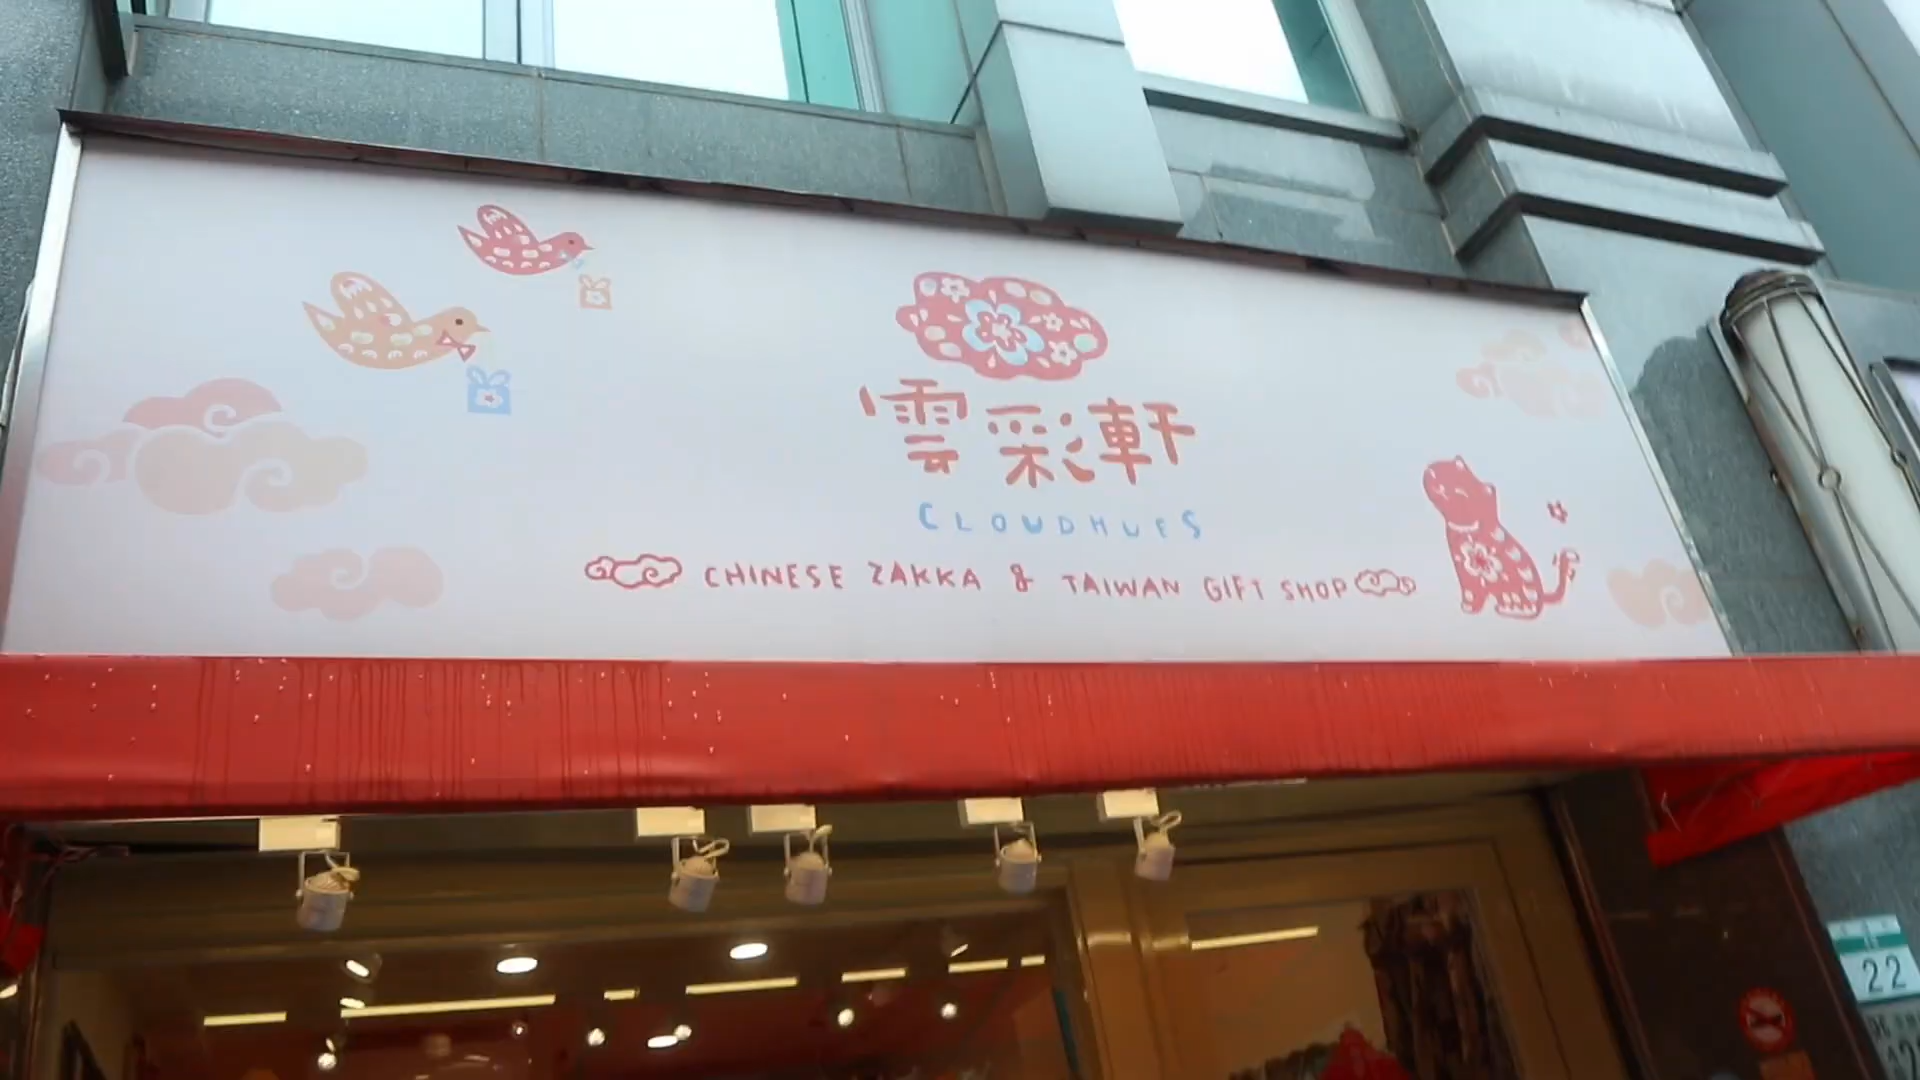 雲彩軒
CLOUDHUES
CHINESE ZAKKA & TAIWAN GIFT SHOP
22